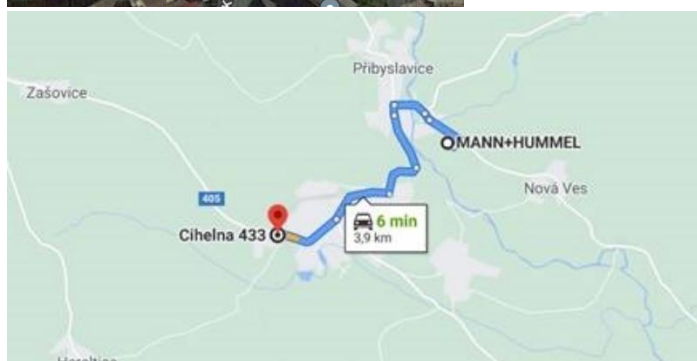 Přibyslavice
Zašovice
MANN+HUMMEL
Nová Ves
405
6 min
3,9 km
Cihelna 433